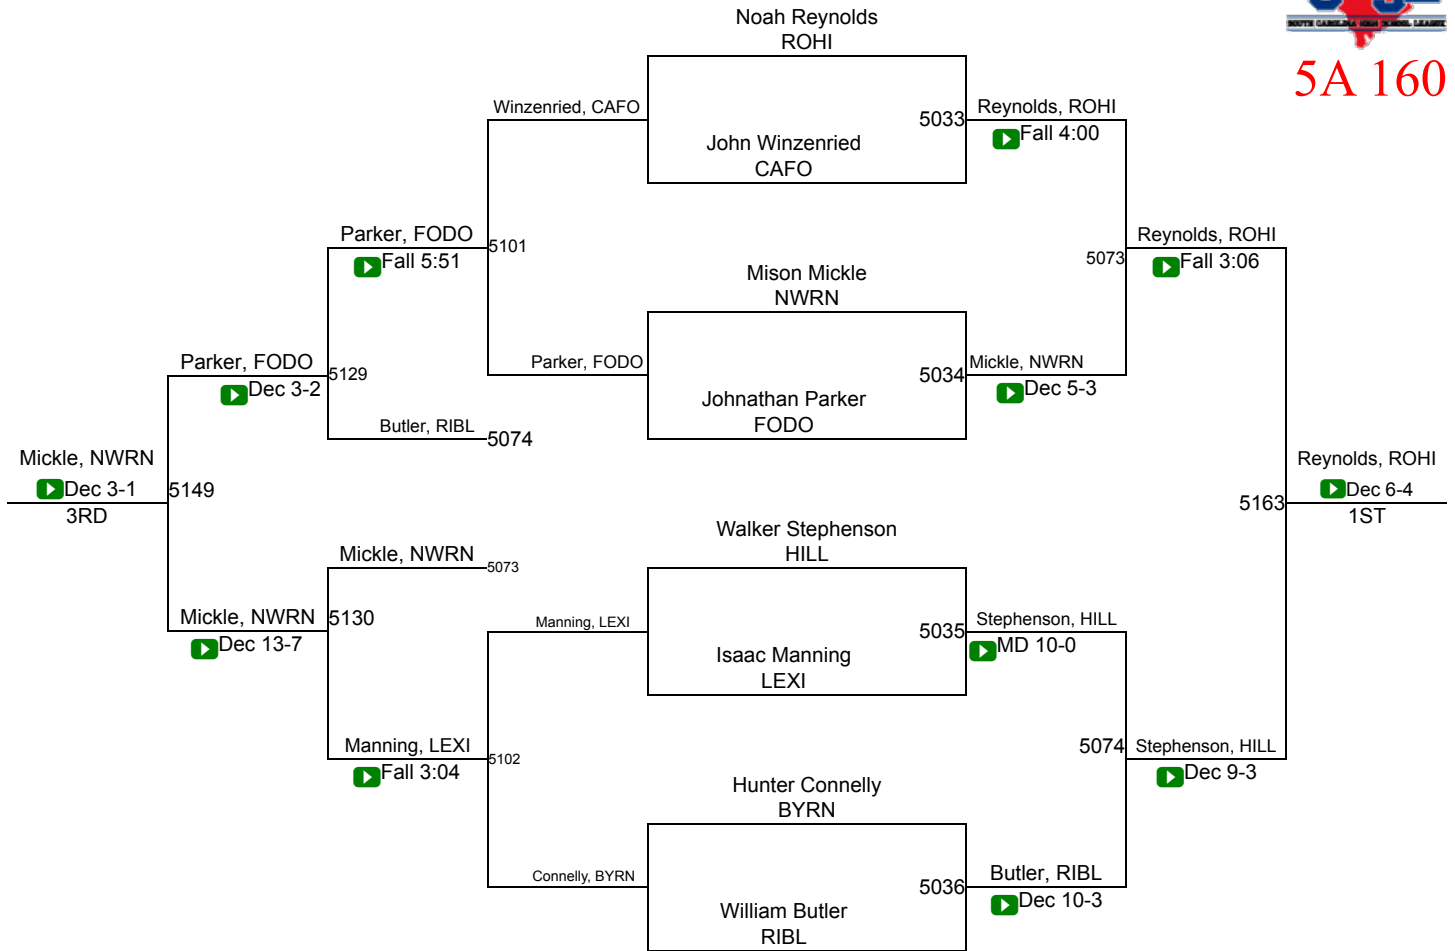 SOUTH CAROLINA HIGH SCHOOL LEAGUE
5A 160
Noah Reynolds
ROHI
Winzenried, CAFO
5033
Reynolds, ROHI
Fall 4:00
John Winzenried
CAFO
Parker, FODO
Fall 5:51
5101
5073
Reynolds, ROHI
Fall 3:06
Mison Mickle
NWRN
Parker, FODO
Dec 3-2
5129
Parker, FODO
5034
Mickle, NWRN
Dec 5-3
Johnathan Parker
FODO
Butler, RIBL
5074
Mickle, NWRN
Dec 3-1
3RD
5149
5163
Reynolds, ROHI
Dec 6-4
1ST
Walker Stephenson
HILL
Mickle, NWRN
5073
Mickle, NWRN
Dec 13-7
5130
Manning, LEXI
5035
Stephenson, HILL
MD 10-0
Isaac Manning
LEXI
Manning, LEXI
Fall 3:04
5102
5074
Stephenson, HILL
Dec 9-3
Hunter Connelly
BYRN
Connelly, BYRN
5036
Butler, RIBL
Dec 10-3
William Butler
RIBL